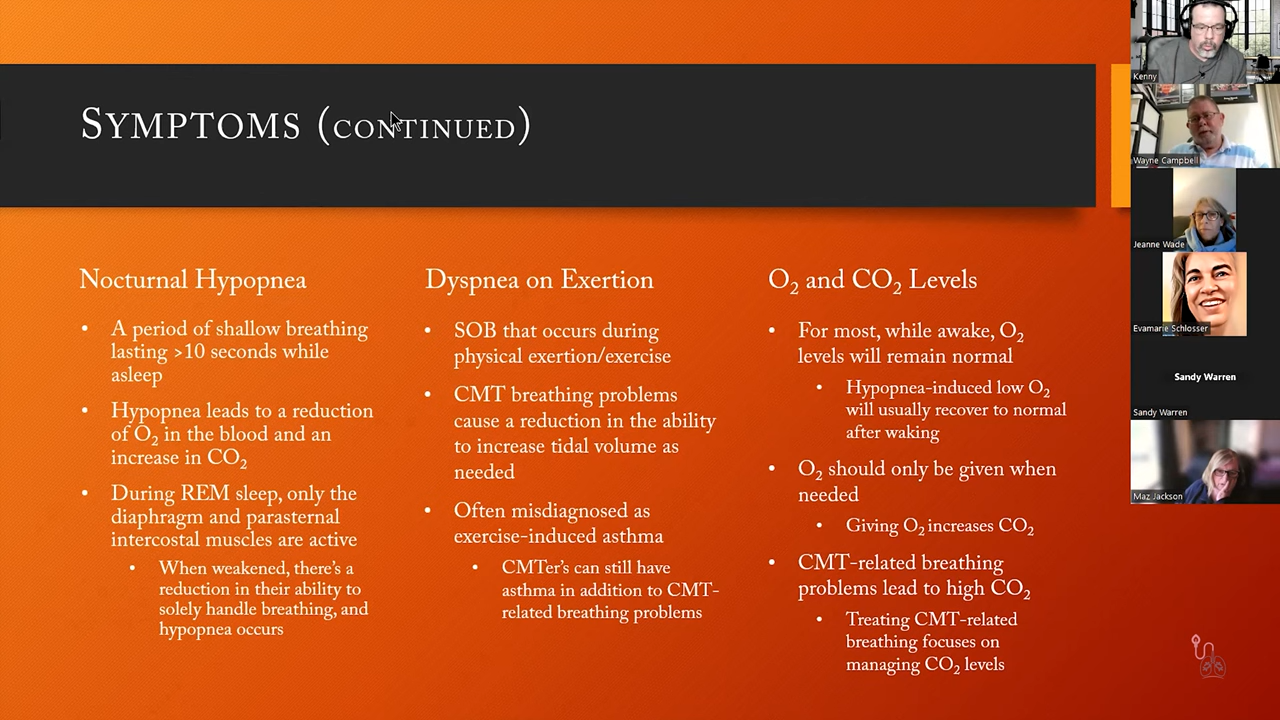 SYMPTOMS (CONTINUED)
Nocturnal Hypopnea
• A period of shallow breathing
lasting >10 seconds while
asleep
• Hypopnea leads to a reduction
of O₂ in the blood and an
increase in CO₂
• During REM sleep, only the
diaphragm and parasternal
intercostal muscles are active
• When weakened, there's a
reduction in their ability to
solely handle breathing, and
hypopnea occurs
Dyspnea on Exertion
• SOB that occurs during
physical exertion/exercise
• CMT breathing problems
cause a reduction in the ability
to increase tidal volume as
needed
• Often misdiagnosed as
exercise-induced asthma
• CMTer's can still have
asthma in addition to CMT-
related breathing problems
O₂ and CO₂ Levels
• For most, while awake, O₂
levels will remain normal
• Hypopnea-induced low O₂
will usually recover to normal
after waking
• O₂ should only be given when
needed
• Giving O₂ increases CO₂
• CMT-related breathing
problems lead to high CO₂
• Treating CMT-related
breathing focuses on
managing CO₂ levels
Kenny
Wayne Campbell
Jeanne Wade
Evamarie Schlosser
Sandy Warren
Sandy Warren
Maz Jackson